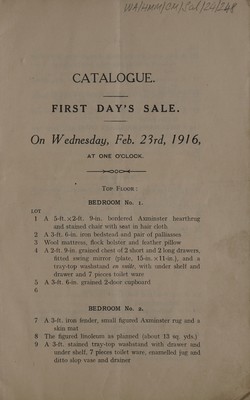 WA/HMM/CM/Sal/24/248
CATALOGUE.
FIRST DAY'S SALE.
On Wednesday, Feb. 23rd, 1916,
AT ONE O'CLOCK.
TOP FLOOR:
BEDROOM No. 1.
LOT
1 A 5-ft. × 2-ft. 9-in. bordered Axminster hearthrug
and stained chair with seat in hair cloth
2 A 3-ft. 6-in. iron bedstead and pair of palliasses
3 Wool mattress, flock bolster and feather pillow
4 A 2-ft. 9-in. grained chest of 2 short and 2 long drawers,
fitted swing mirror (plate, 15-in. × 11-in.), and a
tray-top washstand en suite, with under shelf and
drawer and 7 pieces toilet ware
5 A 3-ft. 6-in. grained 2-door cupboard
6
BEDROOM No. 2.
7 A 3-ft. iron fender, small figured Axminster rug and a
skin mat
8 The figured linoleum as planned (about 13 sq. yds.)
9 A 3-ft. stained tray-top washstand with drawer and
under shelf, 7 pieces toilet ware, enamelled jug and
ditto slop vase and drainer